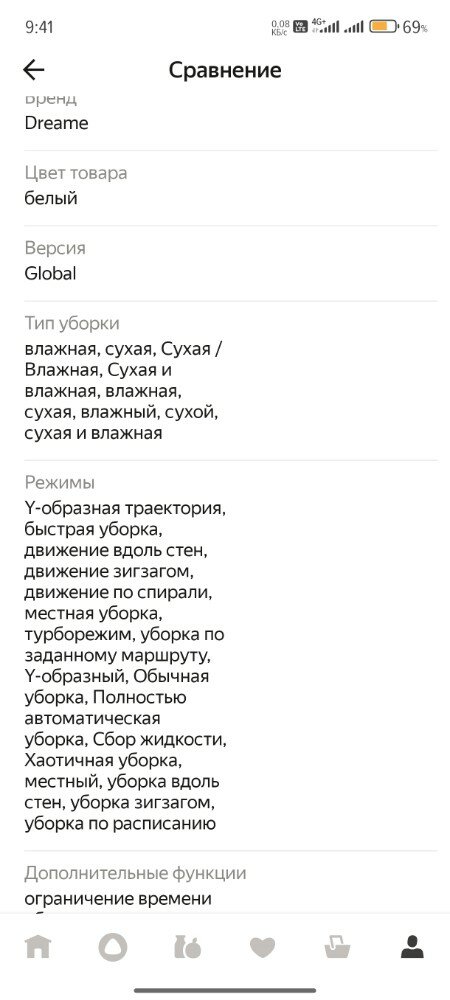 9:41
0.08
КБ/с
Vo
LTE
4G+
69%
Сравнение
Бренд
Dreame
Цвет товара
белый
Версия
Global
Тип уборки
влажная, сухая, Сухая /
Влажная, Сухая и
влажная, влажная,
сухая, влажный, сухой,
сухая и влажная
Режимы
Y-образная траектория,
быстрая уборка,
движение вдоль стен,
движение зигзагом,
движение по спирали,
местная уборка,
турборежим, уборка по
заданному маршруту,
Y-образный, Обычная
уборка, Полностью
автоматическая
уборка, Сбор жидкости,
Хаотичная уборка,
местный, уборка вдоль
стен, уборка зигзагом,
уборка по расписанию
Дополнительные функции
ограничение времени